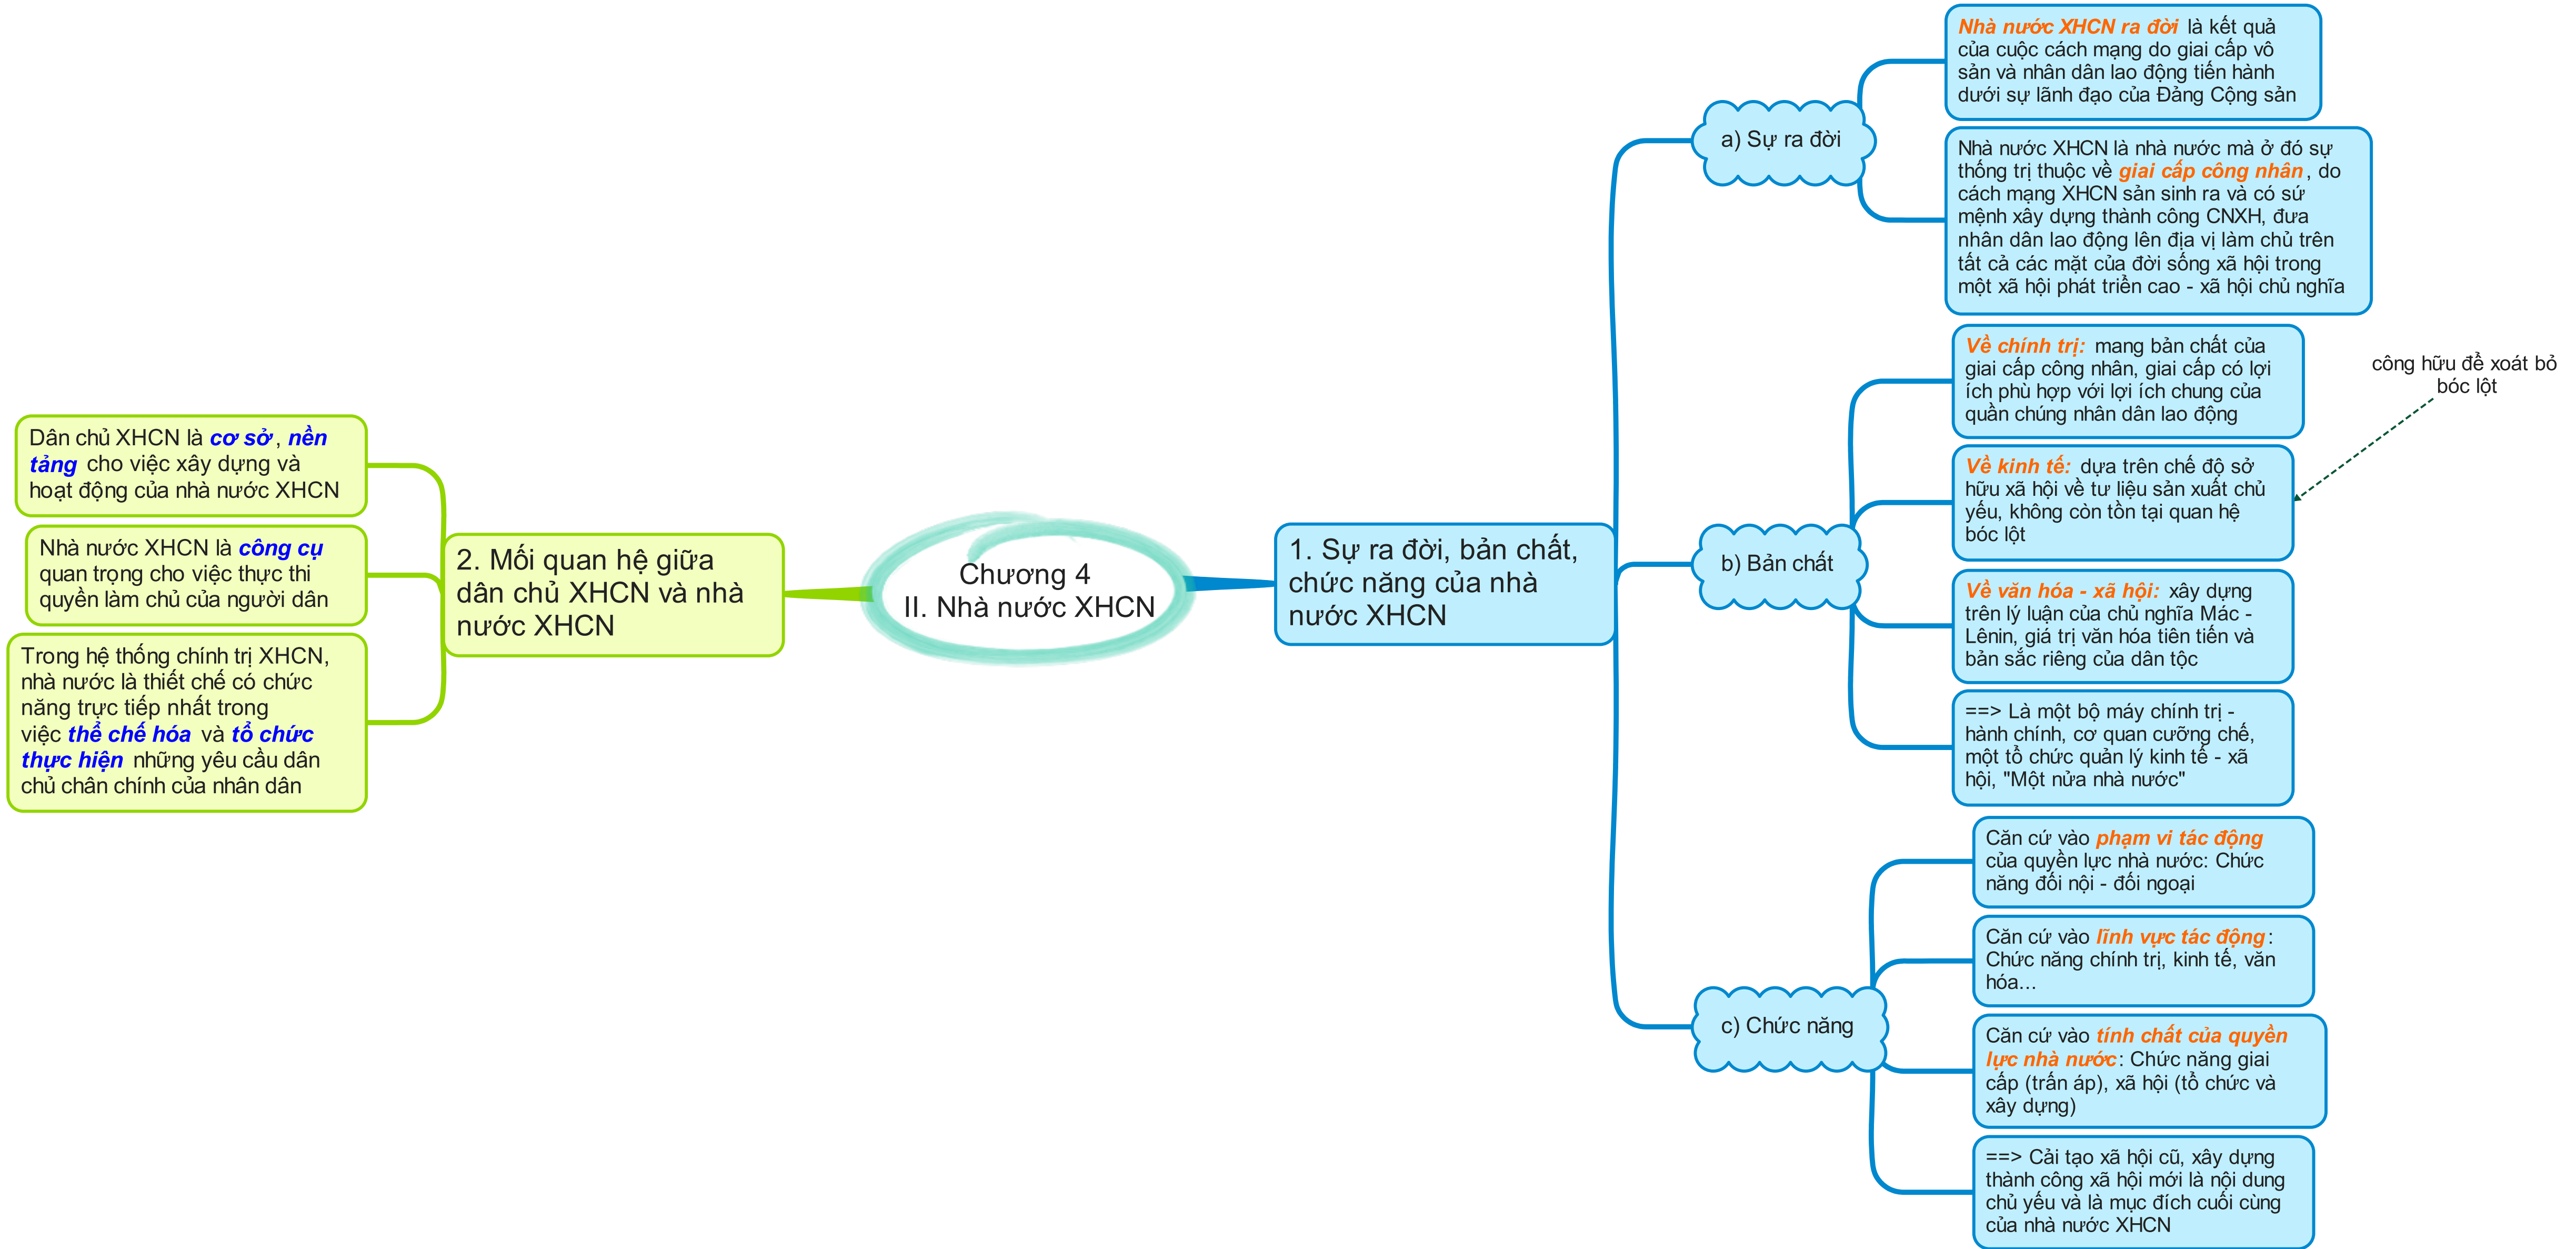 Chương 4
II. Nhà nước XHCN
1. Sự ra đời, bản chất,
chức năng của nhà
nước XHCN
a) Sự ra đời
Nhà nước XHCN ra đời là kết quả
của cuộc cách mạng do giai cấp vô
sản và nhân dân lao động tiến hành
dưới sự lãnh đạo của Đảng Cộng sản
Nhà nước XHCN là nhà nước mà ở đó sự
thống trị thuộc về giai cấp công nhân, do
cách mạng XHCN sản sinh ra và có sứ
mệnh xây dựng thành công CNXH, đưa
nhân dân lao động lên địa vị làm chủ trên
tất cả các mặt của đời sống xã hội trong
một xã hội phát triển cao - xã hội chủ nghĩa
b) Bản chất
Về chính trị: mang bản chất của
giai cấp công nhân, giai cấp có lợi
ích phù hợp với lợi ích chung của
quần chúng nhân dân lao động
Về kinh tế: dựa trên chế độ sở
hữu xã hội về tư liệu sản xuất chủ
yếu, không còn tồn tại quan hệ
bóc lột
công hữu để xoát bỏ
bóc lột
Về văn hóa - xã hội: xây dựng
trên lý luận của chủ nghĩa Mác -
Lênin, giá trị văn hóa tiên tiến và
bản sắc riêng của dân tộc
==> Là một bộ máy chính trị -
hành chính, cơ quan cưỡng chế,
một tổ chức quản lý kinh tế - xã
hội, "Một nửa nhà nước"
c) Chức năng
Căn cứ vào phạm vi tác động
của quyền lực nhà nước: Chức
năng đối nội - đối ngoại
Căn cứ vào lĩnh vực tác động:
Chức năng chính trị, kinh tế, văn
hóa...
Căn cứ vào tính chất của quyền
lực nhà nước: Chức năng giai
cấp (trấn áp), xã hội (tổ chức và
xây dựng)
==> Cải tạo xã hội cũ, xây dựng
thành công xã hội mới là nội dung
chủ yếu và là mục đích cuối cùng
của nhà nước XHCN
2. Mối quan hệ giữa
dân chủ XHCN và nhà
nước XHCN
Dân chủ XHCN là cơ sở, nền
tảng cho việc xây dựng và
hoạt động của nhà nước XHCN
Nhà nước XHCN là công cụ
quan trọng cho việc thực thi
quyền làm chủ của người dân
Trong hệ thống chính trị XHCN,
nhà nước là thiết chế có chức
năng trực tiếp nhất trong
việc thể chế hóa và tổ chức
thực hiện những yêu cầu dân
chủ chân chính của nhân dân